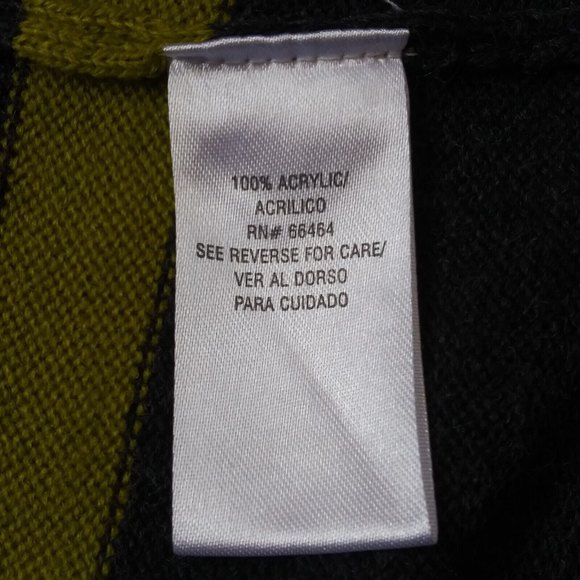 100% ACRYLIC/
ACRILICO
RN# 66464
SEE REVERSE FOR CARE/
VER AL DORSO
PARA CUIDADO